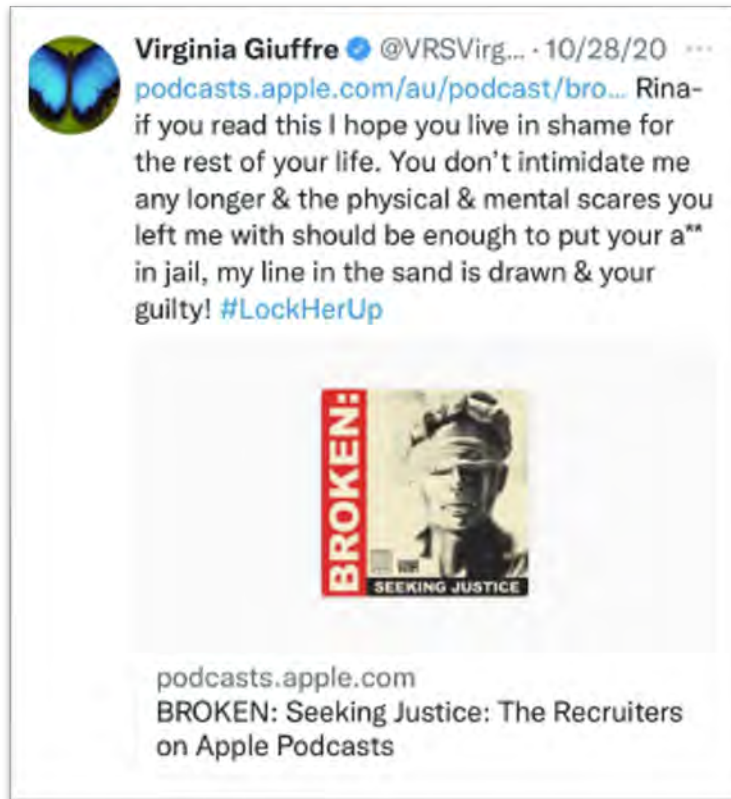 Virginia Giuffre @VRSVirg... · 10/28/20 ···
podcasts.apple.com/au/podcast/bro... Rina-
if you read this I hope you live in shame for
the rest of your life. You don't intimidate me
any longer & the physical & mental scares you
left me with should be enough to put your a**
in jail, my line in the sand is drawn & your
guilty! #LockHerUp
BROKEN:
SEEKING JUSTICE
podcasts.apple.com
BROKEN: Seeking Justice: The Recruiters
on Apple Podcasts